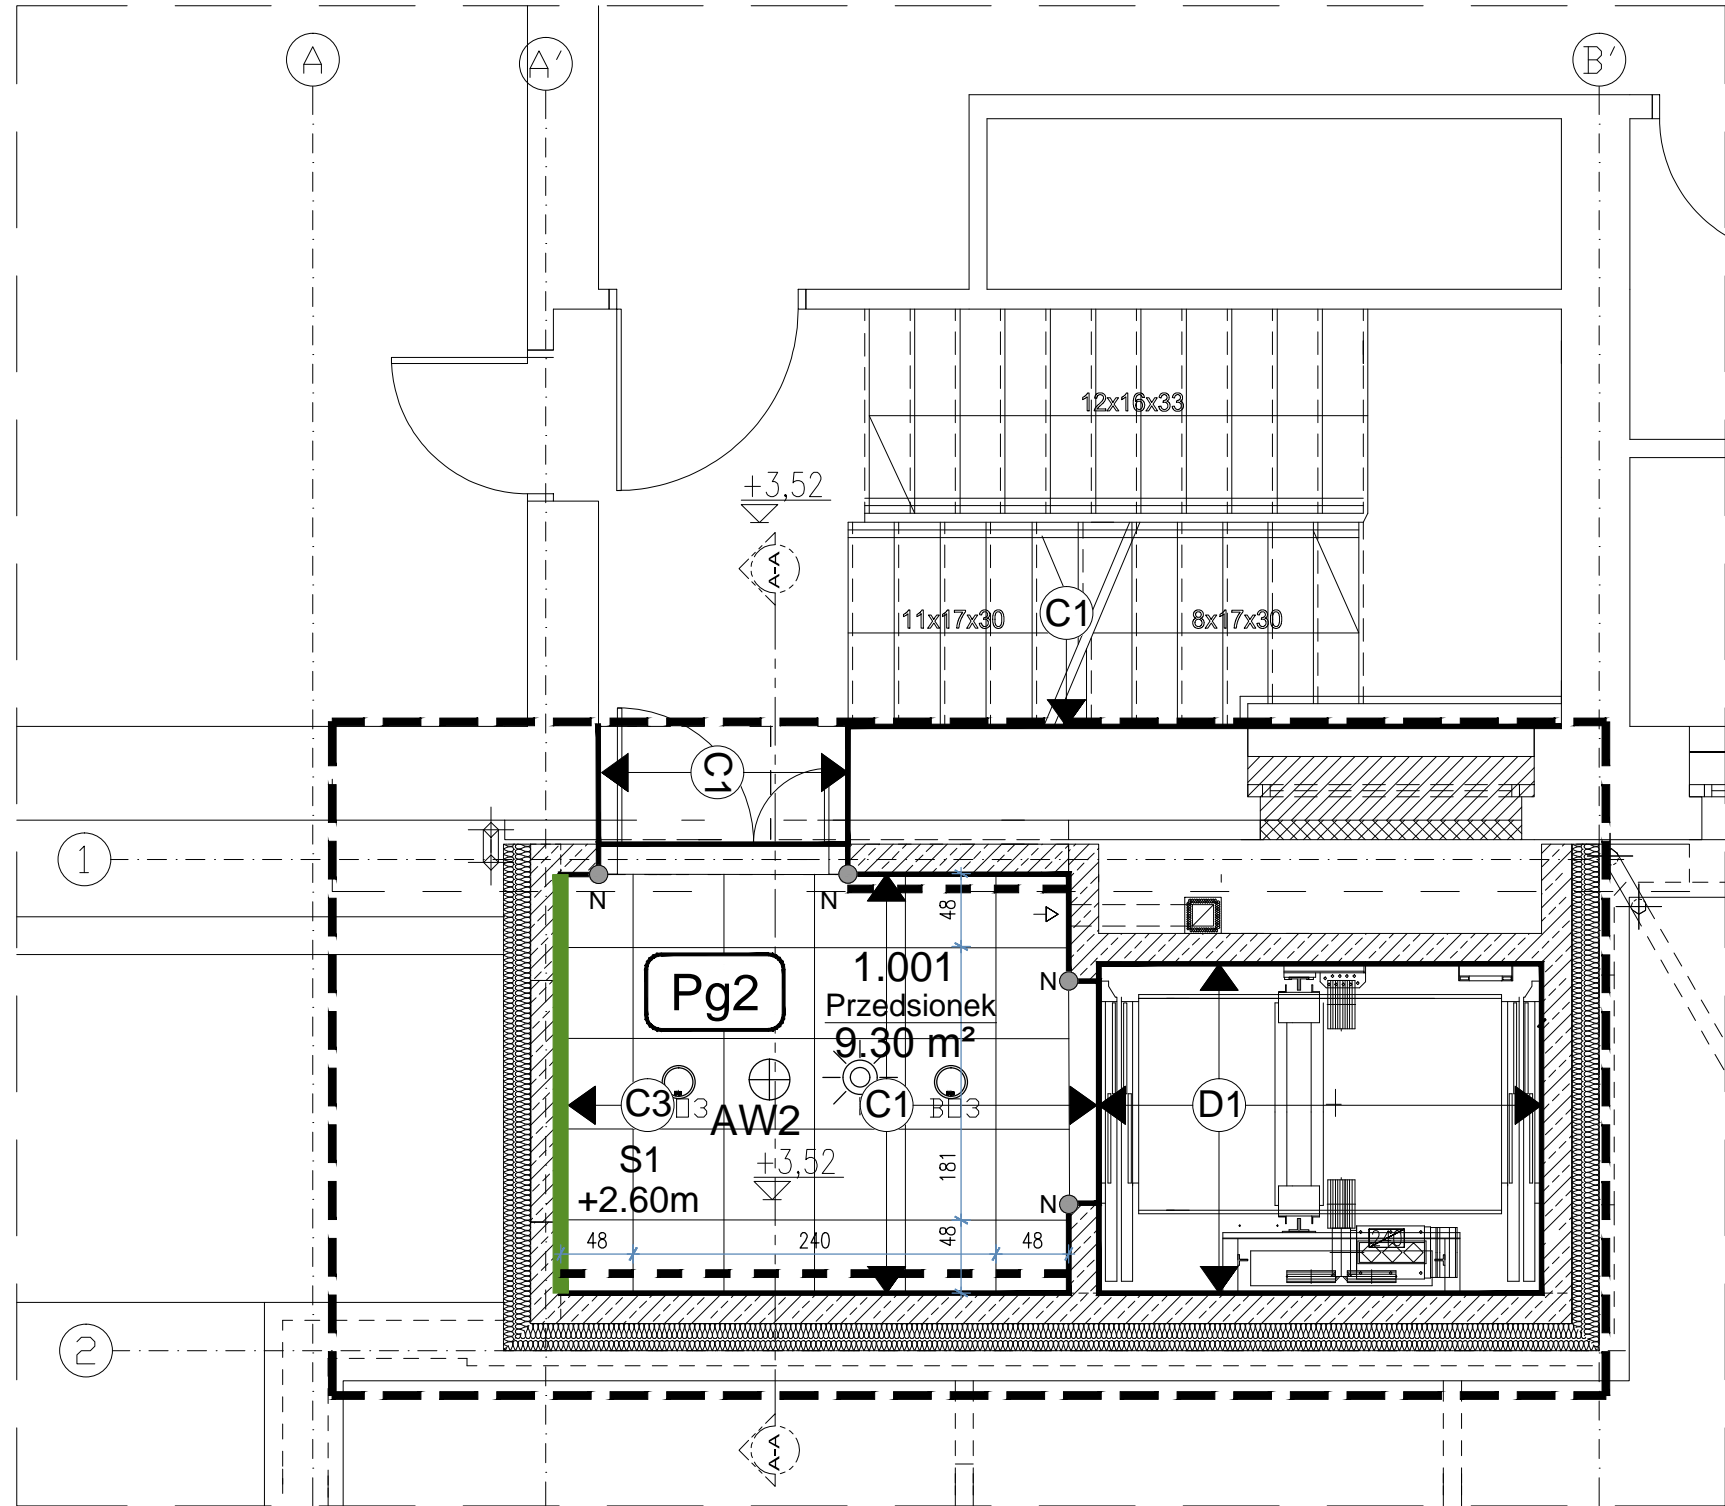 A
A'
B'
12x16x33
+3,52
A-A
11x17x30
C1
8x17x30
C1
1
N
N
48
1.001
Pg2
Przedsionek
N
9.30 m²
C3
C1
D1
AW2
S1
+3,52
181
+2.60m
N
48
240
48
48
240
2
A-A